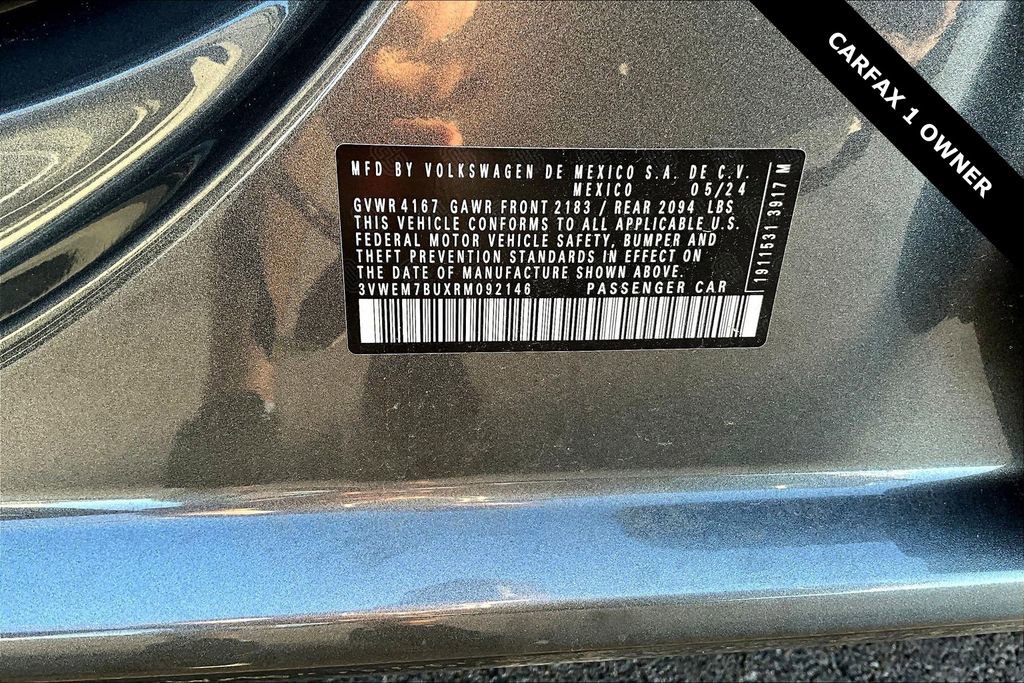 MFD BY VOLKSWAGEN DE MEXICO S.A. DE C.V.
MEXICO 05/24
GVWR 4167 GAWR FRONT 2183 / REAR 2094 LBS
THIS VEHICLE CONFORMS TO ALL APPLICABLE U.S.
FEDERAL MOTOR VEHICLE SAFETY, BUMPER AND
THEFT PREVENTION STANDARDS IN EFFECT ON
THE DATE OF MANUFACTURE SHOWN ABOVE.
3VWEM7BUXRM092146 PASSENGER CAR
1911531 3917 M
CARFAX 1 OWNER